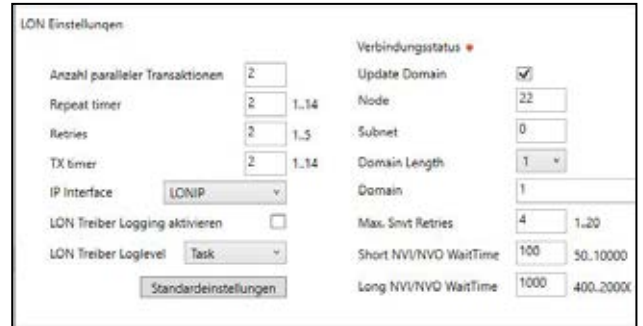 LON Einstellungen
Verbindungsstatus
Anzahl paralleler Transaktionen 2
Update Domain
Repeat timer 2 1..14
Node 22
Retries 2 1..5
Subnet 0
TX timer 2 1..14
Domain Length 1
IP Interface LONIP
Domain 1
LON Treiber Logging aktivieren
Max. Snvt Retries 4 1..20
LON Treiber Loglevel Task
Short NVI/NVO WaitTime 100 50..10000
Standardeinstellungen
Long NVI/NVO WaitTime 1000 400..20000